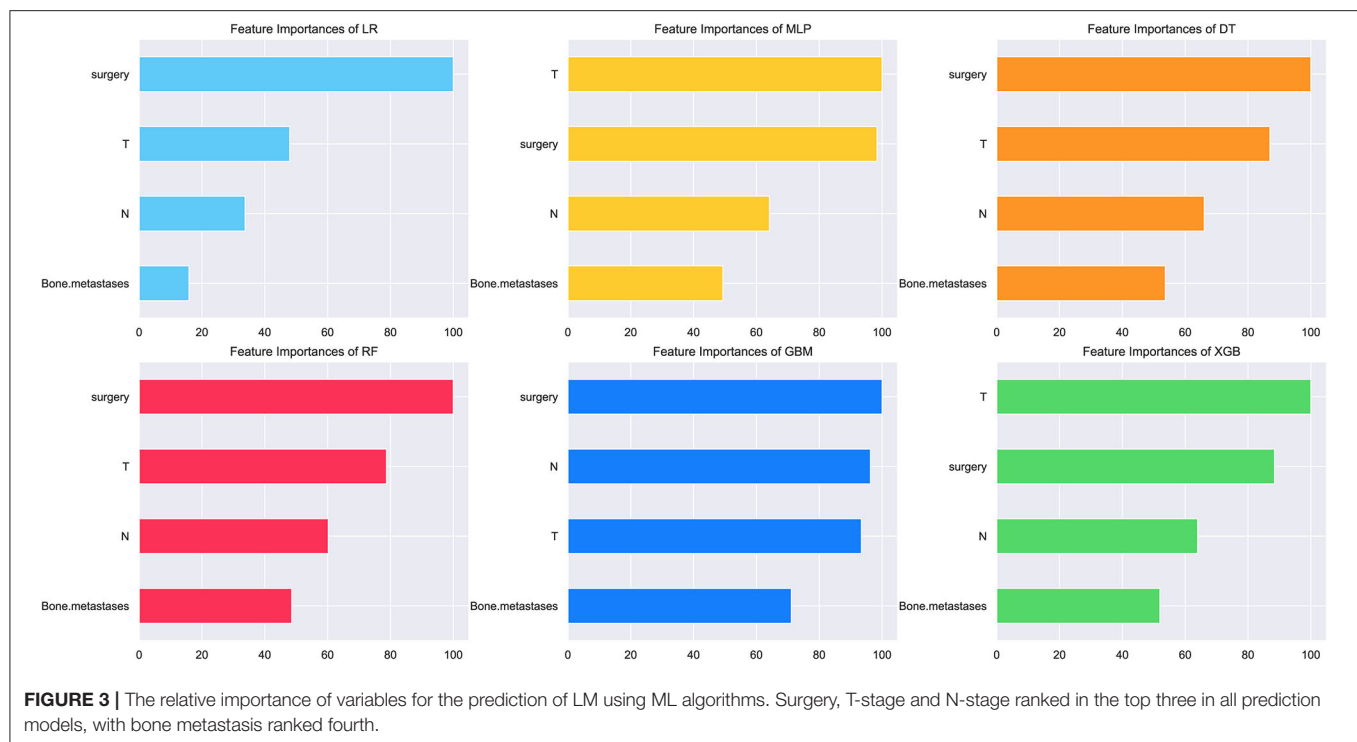 Feature Importances of LR
surgery
T
N
Bone.metastases
0 20 40 60 80 100
Feature Importances of MLP
T
surgery
N
Bone.metastases
0 20 40 60 80 100
Feature Importances of DT
surgery
T
N
Bone.metastases
0 20 40 60 80 100
Feature Importances of RF
surgery
T
N
Bone.metastases
0 20 40 60 80 100
Feature Importances of GBM
surgery
N
T
Bone.metastases
0 20 40 60 80 100
Feature Importances of XGB
T
surgery
N
Bone.metastases
0 20 40 60 80 100
FIGURE 3 | The relative importance of variables for the prediction of LM using ML algorithms. Surgery, T-stage and N-stage ranked in the top three in all prediction
models, with bone metastasis ranked fourth.